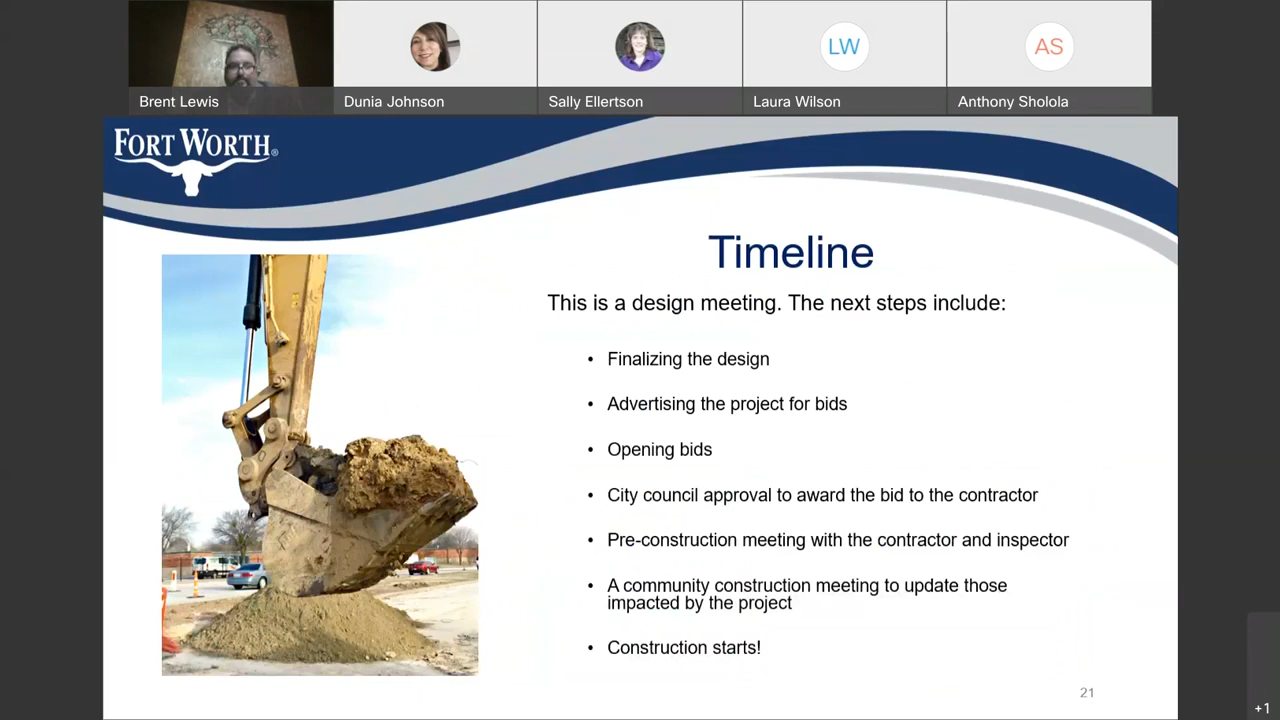 Brent Lewis
Dunia Johnson
Sally Ellertson
LW
Laura Wilson
AS
Anthony Sholola
FORT WORTH®
Timeline
This is a design meeting. The next steps include:
• Finalizing the design
• Advertising the project for bids
• Opening bids
• City council approval to award the bid to the contractor
• Pre-construction meeting with the contractor and inspector
• A community construction meeting to update those
impacted by the project
• Construction starts!
21
+1